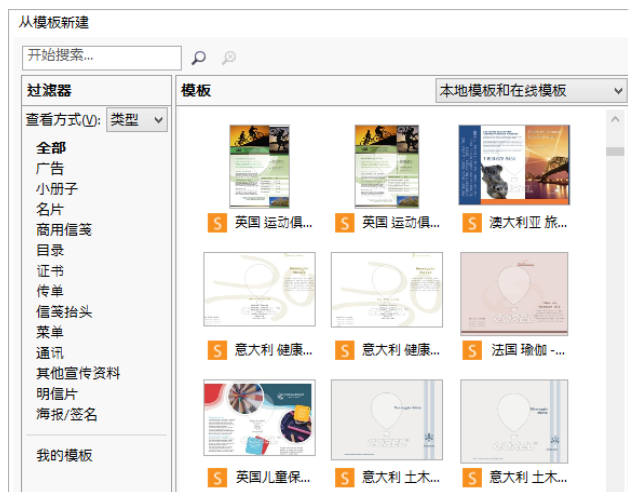 从模板新建
开始搜索...
过滤器
查看方式(V): 类型
全部
广告
小册子
名片
商用信笺
目录
证书
传单
信笺抬头
菜单
通讯
其他宣传资料
明信片
海报/签名
我的模板
模板
本地模板和在线模板
S 英国 运动俱...
S 英国 运动俱...
S 澳大利亚 旅...
S 意大利 健康...
S 意大利 健康...
S 法国 瑜伽 -...
S 英国儿童保...
S 意大利 土木...
S 意大利 土木...